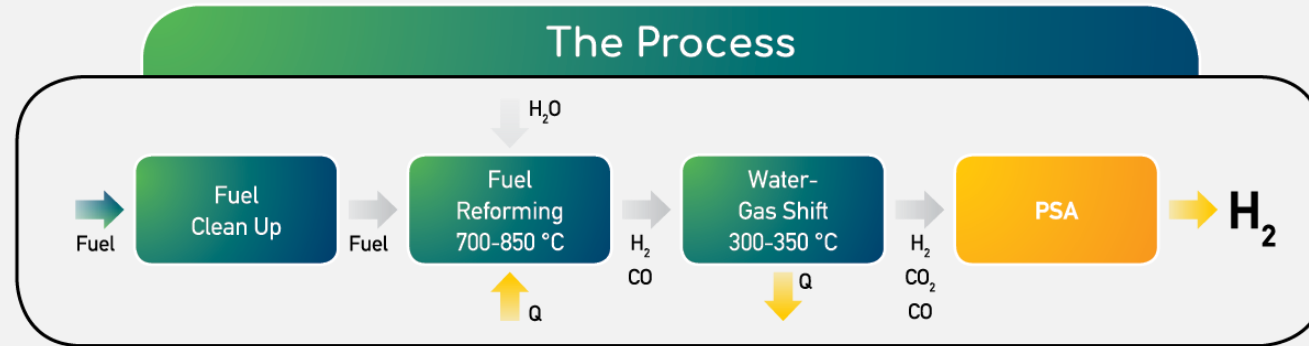 The Process
H₂O
Fuel
Clean Up
Fuel
Reforming
700-850 °C
Water-
Gas Shift
300-350 °C
PSA
H₂
Fuel
Fuel
H₂
CO
H₂
CO₂
CO
Q
Q